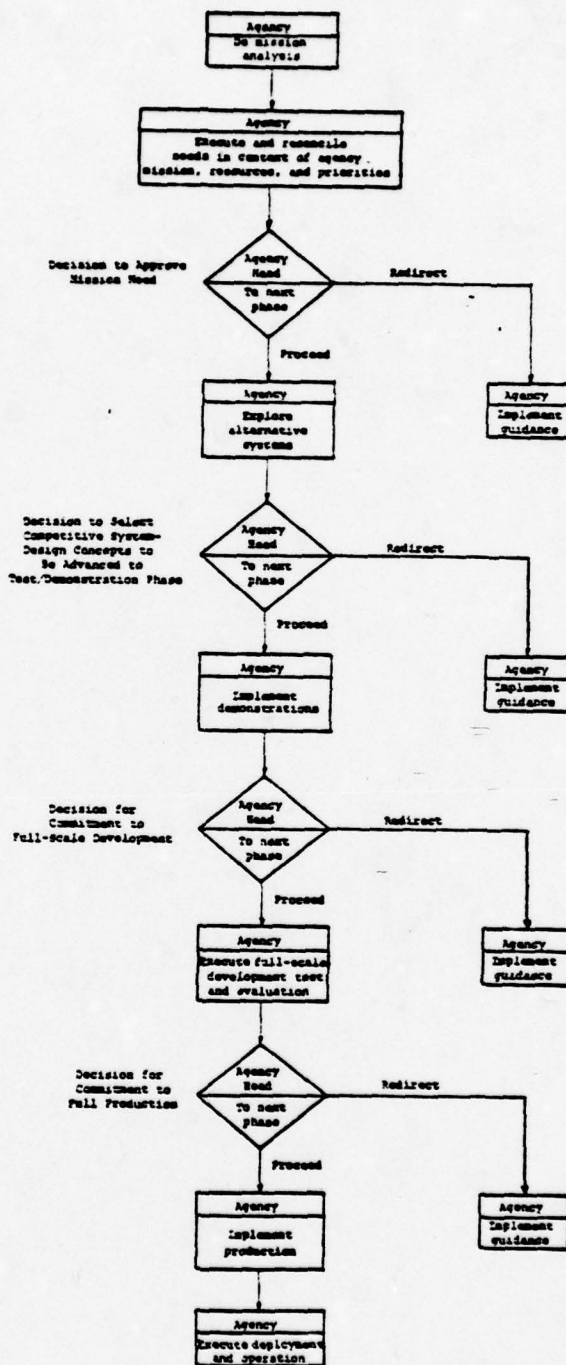 Agency
Do mission
analysis
Agency
Execute and reconcile
needs in context of agency
mission, resources, and priorities
Decision to Approve
Mission Need
Agency
Head
To next
phase
Redirect
Proceed
Agency
Explore
alternative
systems
Agency
Implement
guidance
Decision to Select
Competitive System-
Design Concepts to
Be Advanced to
Test/Demonstration Phase
Agency
Head
To next
phase
Redirect
Proceed
Agency
Implement
demonstrations
Agency
Implement
guidance
Decision for
Commitment to
Full-Scale Development
Agency
Head
To next
phase
Redirect
Proceed
Agency
Execute full-scale
development test
and evaluation
Agency
Implement
guidance
Decision for
Commitment to
Full Production
Agency
Head
To next
phase
Redirect
Proceed
Agency
Implement
production
Agency
Implement
guidance
Agency
Execute deployment
and operation